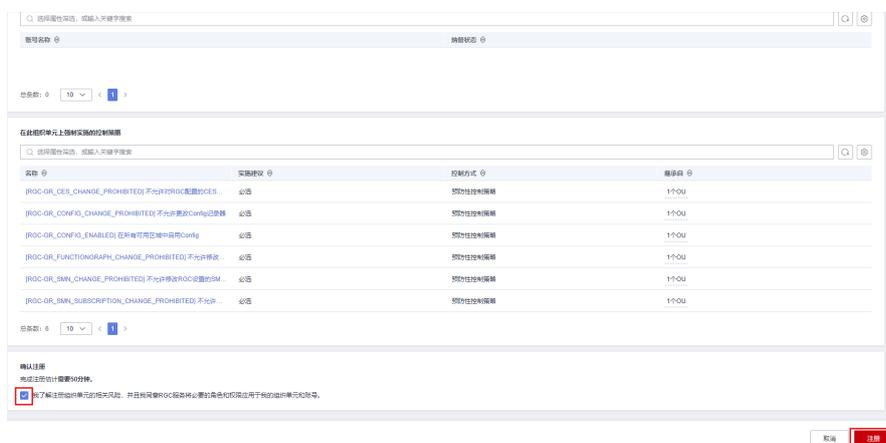 选择属性筛选，或输入关键字搜索
账号名称 纳管状态
总条数：0 10 1
在此组织单元上强制实施的控制策略
选择属性筛选，或输入关键字搜索
名称 实施建议 控制方式 继承自
[RGC-GR_CES_CHANGE_PROHIBITED] 不允许对RGC配置的CES... 必选 预防性控制策略 1个OU
[RGC-GR_CONFIG_CHANGE_PROHIBITED] 不允许更改Config记录器 必选 预防性控制策略 1个OU
[RGC-GR_CONFIG_ENABLED] 在所有可用区域中启用Config 必选 预防性控制策略 1个OU
[RGC-GR_FUNCTIONGRAPH_CHANGE_PROHIBITED] 不允许修改... 必选 预防性控制策略 1个OU
[RGC-GR_SMN_CHANGE_PROHIBITED] 不允许修改RGC设置的SM... 必选 预防性控制策略 1个OU
[RGC-GR_SMN_SUBSCRIPTION_CHANGE_PROHIBITED] 不允许... 必选 预防性控制策略 1个OU
总条数：6 10 1
确认注册
完成注册估计需要50分钟。
我了解注册组织单元的相关风险，并且我同意RGC服务将必要的角色和权限应用于我的组织单元和账号。
取消 注册